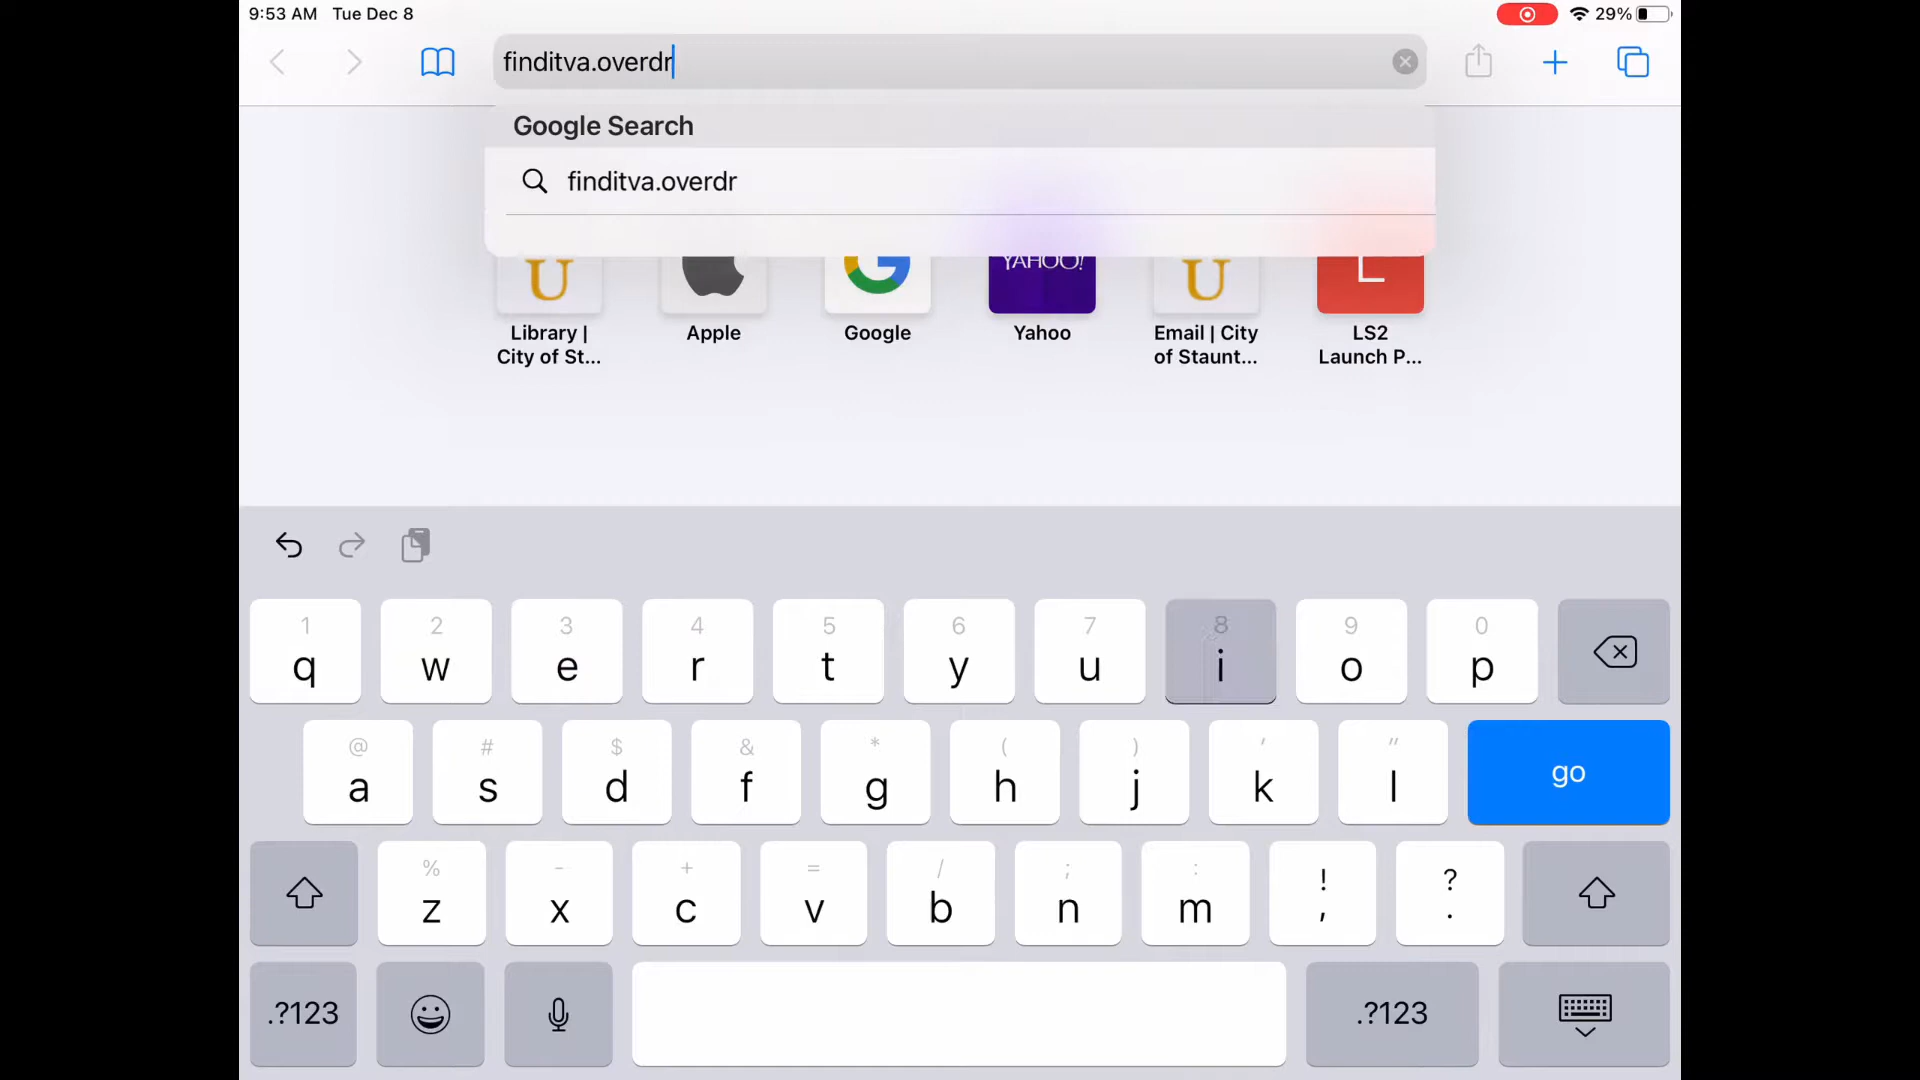 9:53 AM Tue Dec 8
29%
finditva.overdr
Google Search
finditva.overdr
U
YAHOO!
U
L
Library |
City of St...
Apple
Google
Yahoo
Email | City
of Staunt...
LS2
Launch P...
1 2 3 4 5 6 7 8 9 0
q w e r t y u i o p
@ # $ & * ( ) ' "
a s d f g h j k l go
% - + = / ; : ! ?
z x c v b n m , .
.?123 .?123